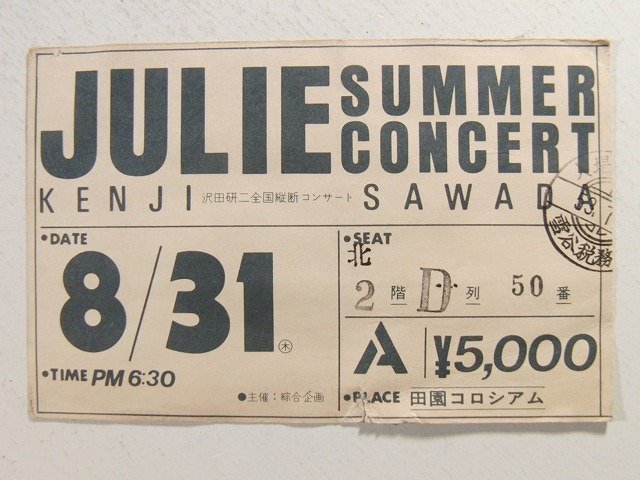 JULIE SUMMER CONCERT
KENJI 沢田研二全国縦断コンサート SAWADA
•DATE
8/31 ㊍
•TIME PM 6:30
●主催：綜合企画
•SEAT
北
2 階 D 列 50 番
A ¥5,000
•PLACE 田園コロシアム